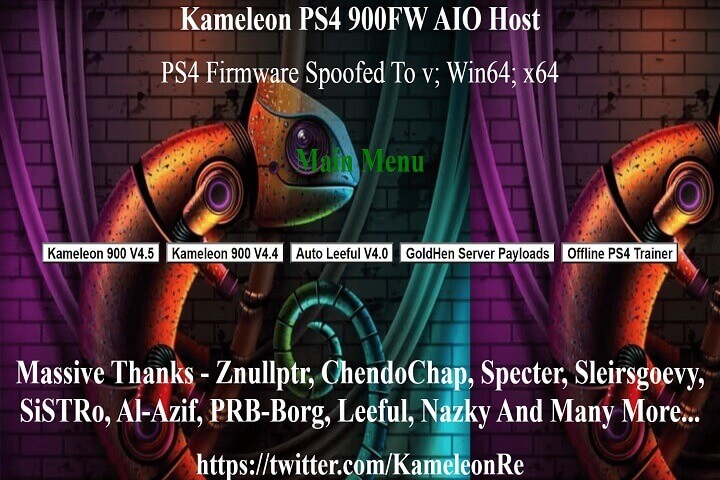 Kameleon PS4 900FW AIO Host
PS4 Firmware Spoofed To v; Win64; x64
Main Menu
Kameleon 900 V4.5 Kameleon 900 V4.4 Auto Leeful V4.0 GoldHen Server Payloads Offline PS4 Trainer
Massive Thanks - Znullptr, ChendoChap, Specter, Sleirsgoevy,
SiSTRo, Al-Azif, PRB-Borg, Leeful, Nazky And Many More...
https://twitter.com/KameleonRe